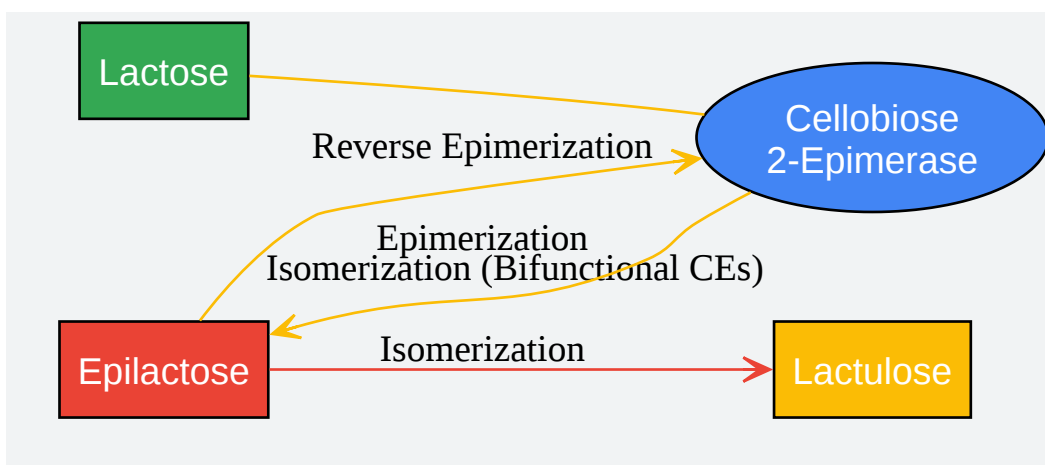 Lactose
Cellobiose
2-Epimerase
Reverse Epimerization
Epimerization
Isomerization (Bifunctional CEs)
Isomerization
Epilactose
Lactulose